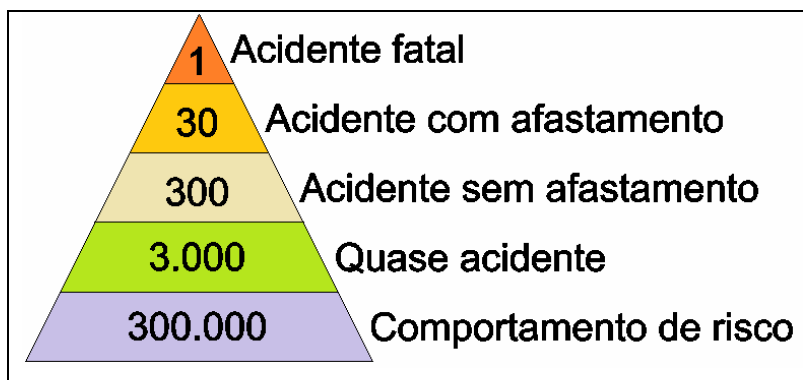 1 Acidente fatal
30 Acidente com afastamento
300 Acidente sem afastamento
3.000 Quase acidente
300.000 Comportamento de risco